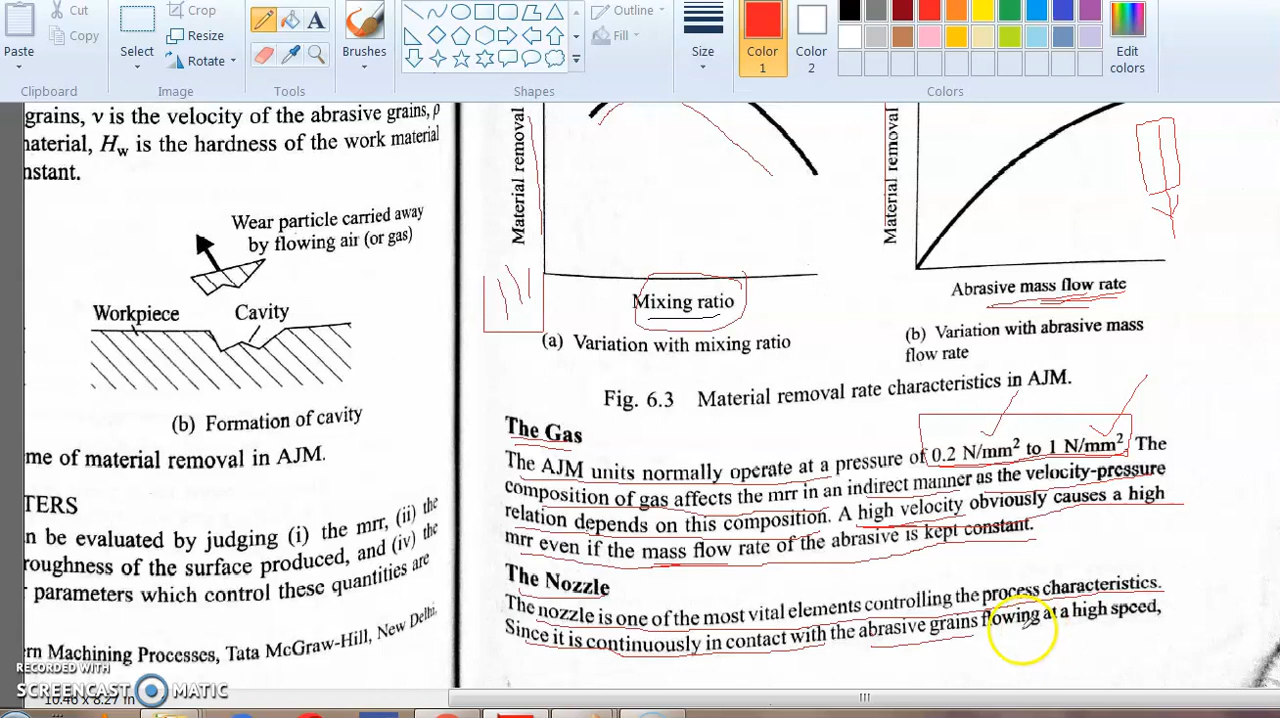 Cut
Copy
Paste
Clipboard
Crop
Resize
Rotate
Select
Image
A
Tools
Brushes
Outline
Fill
Shapes
Size
Color
1
Color
2
Edit
colors
Colors
grains, v is the velocity of the abrasive grains, ρ
material, Hw is the hardness of the work material
nstant.
Wear particle carried away
by flowing air (or gas)
Workpiece
Cavity
(b) Formation of cavity
me of material removal in AJM.
TERS
n be evaluated by judging (i) the mrr, (ii) the
roughness of the surface produced, and (iv) the
parameters which control these quantities are
rn Machining Processes, Tata McGraw-Hill, New Delhi.
Material removal
Mixing ratio
(a) Variation with mixing ratio
Material removal
Abrasive mass flow rate
(b) Variation with abrasive mass
flow rate
Fig. 6.3 Material removal rate characteristics in AJM.
The Gas
The AJM units normally operate at a pressure of 0.2 N/mm² to 1 N/mm². The
composition of gas affects the mrr in an indirect manner as the velocity-pressure
relation depends on this composition. A high velocity obviously causes a high
mrr even if the mass flow rate of the abrasive is kept constant.
The Nozzle
The nozzle is one of the most vital elements controlling the process characteristics.
Since it is continuously in contact with the abrasive grains flowing at a high speed,
RECORDED WITH
SCREENCAST MATIC
10.46 x 8.27 in